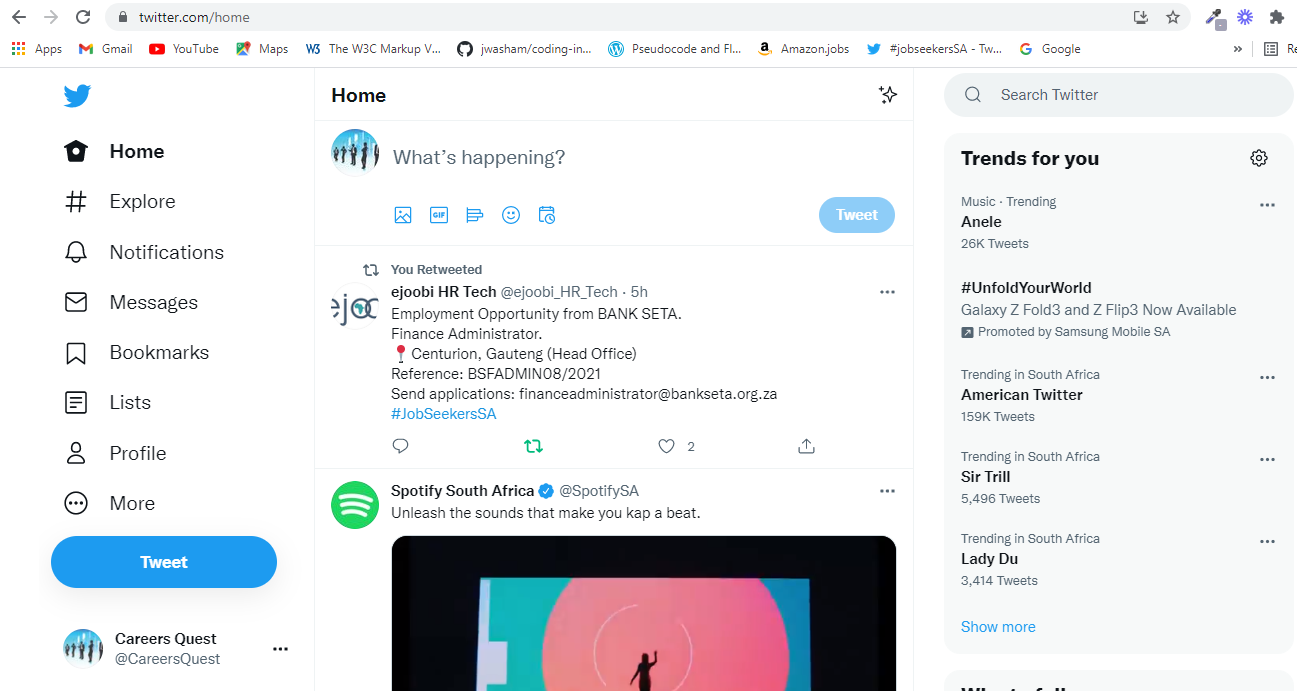 twitter.com/home
Apps
Gmail
YouTube
Maps
W3 The W3C Markup V...
jwasham/coding-in...
Pseudocode and Fl...
a Amazon.jobs
#jobseekersSA - Tw...
G Google
»
Re
Home
Explore
Notifications
Messages
Bookmarks
Lists
Profile
More
Tweet
Careers Quest
@CareersQuest
Home
What's happening?
GIF
Tweet
You Retweeted
ejoobi HR Tech @ejoobi_HR_Tech · 5h
Employment Opportunity from BANK SETA.
Finance Administrator.
📍 Centurion, Gauteng (Head Office)
Reference: BSFADMIN08/2021
Send applications: financeadministrator@bankseta.org.za
#JobSeekersSA
2
Spotify South Africa @SpotifySA
Unleash the sounds that make you kap a beat.
Search Twitter
Trends for you
Music · Trending
Anele
26K Tweets
#UnfoldYourWorld
Galaxy Z Fold3 and Z Flip3 Now Available
Promoted by Samsung Mobile SA
Trending in South Africa
American Twitter
159K Tweets
Trending in South Africa
Sir Trill
5,496 Tweets
Trending in South Africa
Lady Du
3,414 Tweets
Show more